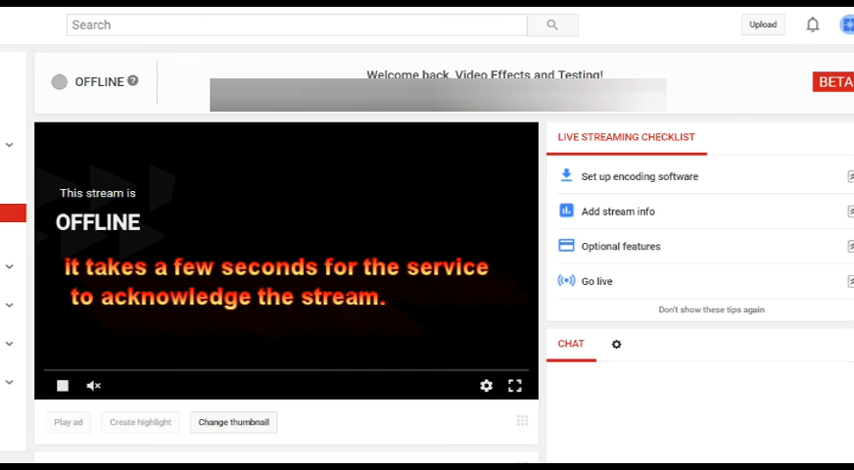 Search
Upload
OFFLINE ?
Welcome back, Video Effects and Testing!
BETA
This stream is
OFFLINE
it takes a few seconds for the service
to acknowledge the stream.
Play ad
Create highlight
Change thumbnail
LIVE STREAMING CHECKLIST
Set up encoding software
Add stream info
Optional features
Go live
Don't show these tips again
CHAT